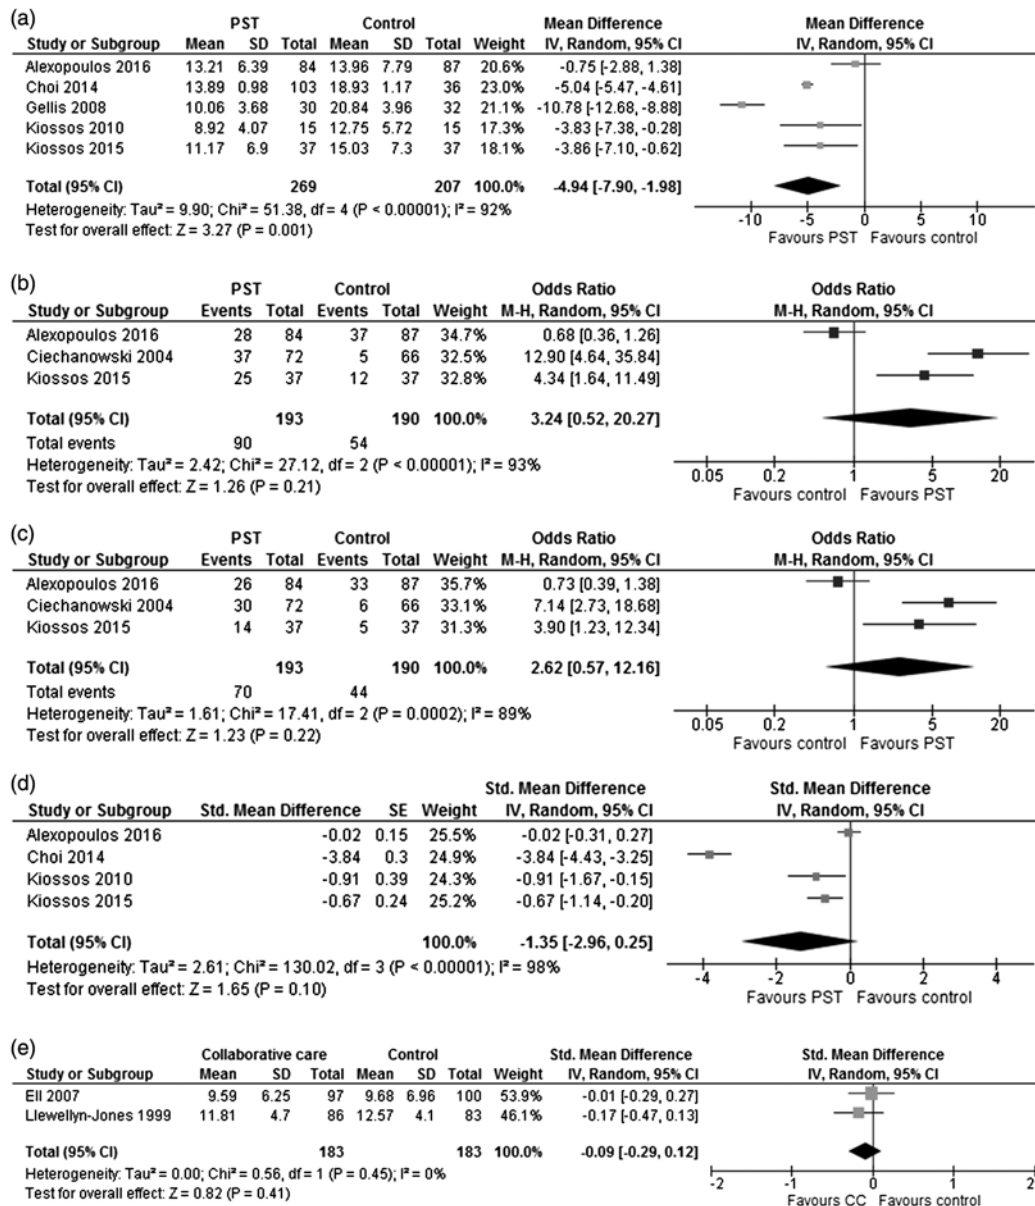 (a)
PST Control Mean Difference Mean Difference
Study or Subgroup Mean SD Total Mean SD Total Weight IV, Random, 95% CI IV, Random, 95% CI
Alexopoulos 2016 13.21 6.39 84 13.96 7.79 87 20.6% -0.75 [-2.88, 1.38]
Choi 2014 13.89 0.98 103 18.93 1.17 36 23.0% -5.04 [-5.47, -4.61]
Gellis 2008 10.06 3.68 30 20.84 3.96 32 21.1% -10.78 [-12.68, -8.88]
Kiossos 2010 8.92 4.07 15 12.75 5.72 15 17.3% -3.83 [-7.38, -0.28]
Kiossos 2015 11.17 6.9 37 15.03 7.3 37 18.1% -3.86 [-7.10, -0.62]
Total (95% CI) 269 207 100.0% -4.94 [-7.90, -1.98]
Heterogeneity: Tau² = 9.90; Chi² = 51.38, df = 4 (P < 0.00001); I² = 92%
Test for overall effect: Z = 3.27 (P = 0.001)
-10 -5 0 5 10
Favours PST Favours control
(b)
PST Control Odds Ratio Odds Ratio
Study or Subgroup Events Total Events Total Weight M-H, Random, 95% CI M-H, Random, 95% CI
Alexopoulos 2016 28 84 37 87 34.7% 0.68 [0.36, 1.26]
Ciechanowski 2004 37 72 5 66 32.5% 12.90 [4.64, 35.84]
Kiossos 2015 25 37 12 37 32.8% 4.34 [1.64, 11.49]
Total (95% CI) 193 190 100.0% 3.24 [0.52, 20.27]
Total events 90 54
Heterogeneity: Tau² = 2.42; Chi² = 27.12, df = 2 (P < 0.00001); I² = 93%
Test for overall effect: Z = 1.26 (P = 0.21)
0.05 0.2 1 5 20
Favours control Favours PST
(c)
PST Control Odds Ratio Odds Ratio
Study or Subgroup Events Total Events Total Weight M-H, Random, 95% CI M-H, Random, 95% CI
Alexopoulos 2016 26 84 33 87 35.7% 0.73 [0.39, 1.38]
Ciechanowski 2004 30 72 6 66 33.1% 7.14 [2.73, 18.68]
Kiossos 2015 14 37 5 37 31.3% 3.90 [1.23, 12.34]
Total (95% CI) 193 190 100.0% 2.62 [0.57, 12.16]
Total events 70 44
Heterogeneity: Tau² = 1.61; Chi² = 17.41, df = 2 (P = 0.0002); I² = 89%
Test for overall effect: Z = 1.23 (P = 0.22)
0.05 0.2 1 5 20
Favours control Favours PST
(d)
Std. Mean Difference Std. Mean Difference
Study or Subgroup Std. Mean Difference SE Weight IV, Random, 95% CI IV, Random, 95% CI
Alexopoulos 2016 -0.02 0.15 25.5% -0.02 [-0.31, 0.27]
Choi 2014 -3.84 0.3 24.9% -3.84 [-4.43, -3.25]
Kiossos 2010 -0.91 0.39 24.3% -0.91 [-1.67, -0.15]
Kiossos 2015 -0.67 0.24 25.2% -0.67 [-1.14, -0.20]
Total (95% CI) 100.0% -1.35 [-2.96, 0.25]
Heterogeneity: Tau² = 2.61; Chi² = 130.02, df = 3 (P < 0.00001); I² = 98%
Test for overall effect: Z = 1.65 (P = 0.10)
-4 -2 0 2 4
Favours PST Favours control
(e)
Collaborative care Control Std. Mean Difference Std. Mean Difference
Study or Subgroup Mean SD Total Mean SD Total Weight IV, Random, 95% CI IV, Random, 95% CI
Ell 2007 9.59 6.25 97 9.68 6.96 100 53.9% -0.01 [-0.29, 0.27]
Llewellyn-Jones 1999 11.81 4.7 86 12.57 4.1 83 46.1% -0.17 [-0.47, 0.13]
Total (95% CI) 183 183 100.0% -0.09 [-0.29, 0.12]
Heterogeneity: Tau² = 0.00; Chi² = 0.56, df = 1 (P = 0.45); I² = 0%
Test for overall effect: Z = 0.82 (P = 0.41)
-2 -1 0 1 2
Favours CC Favours control